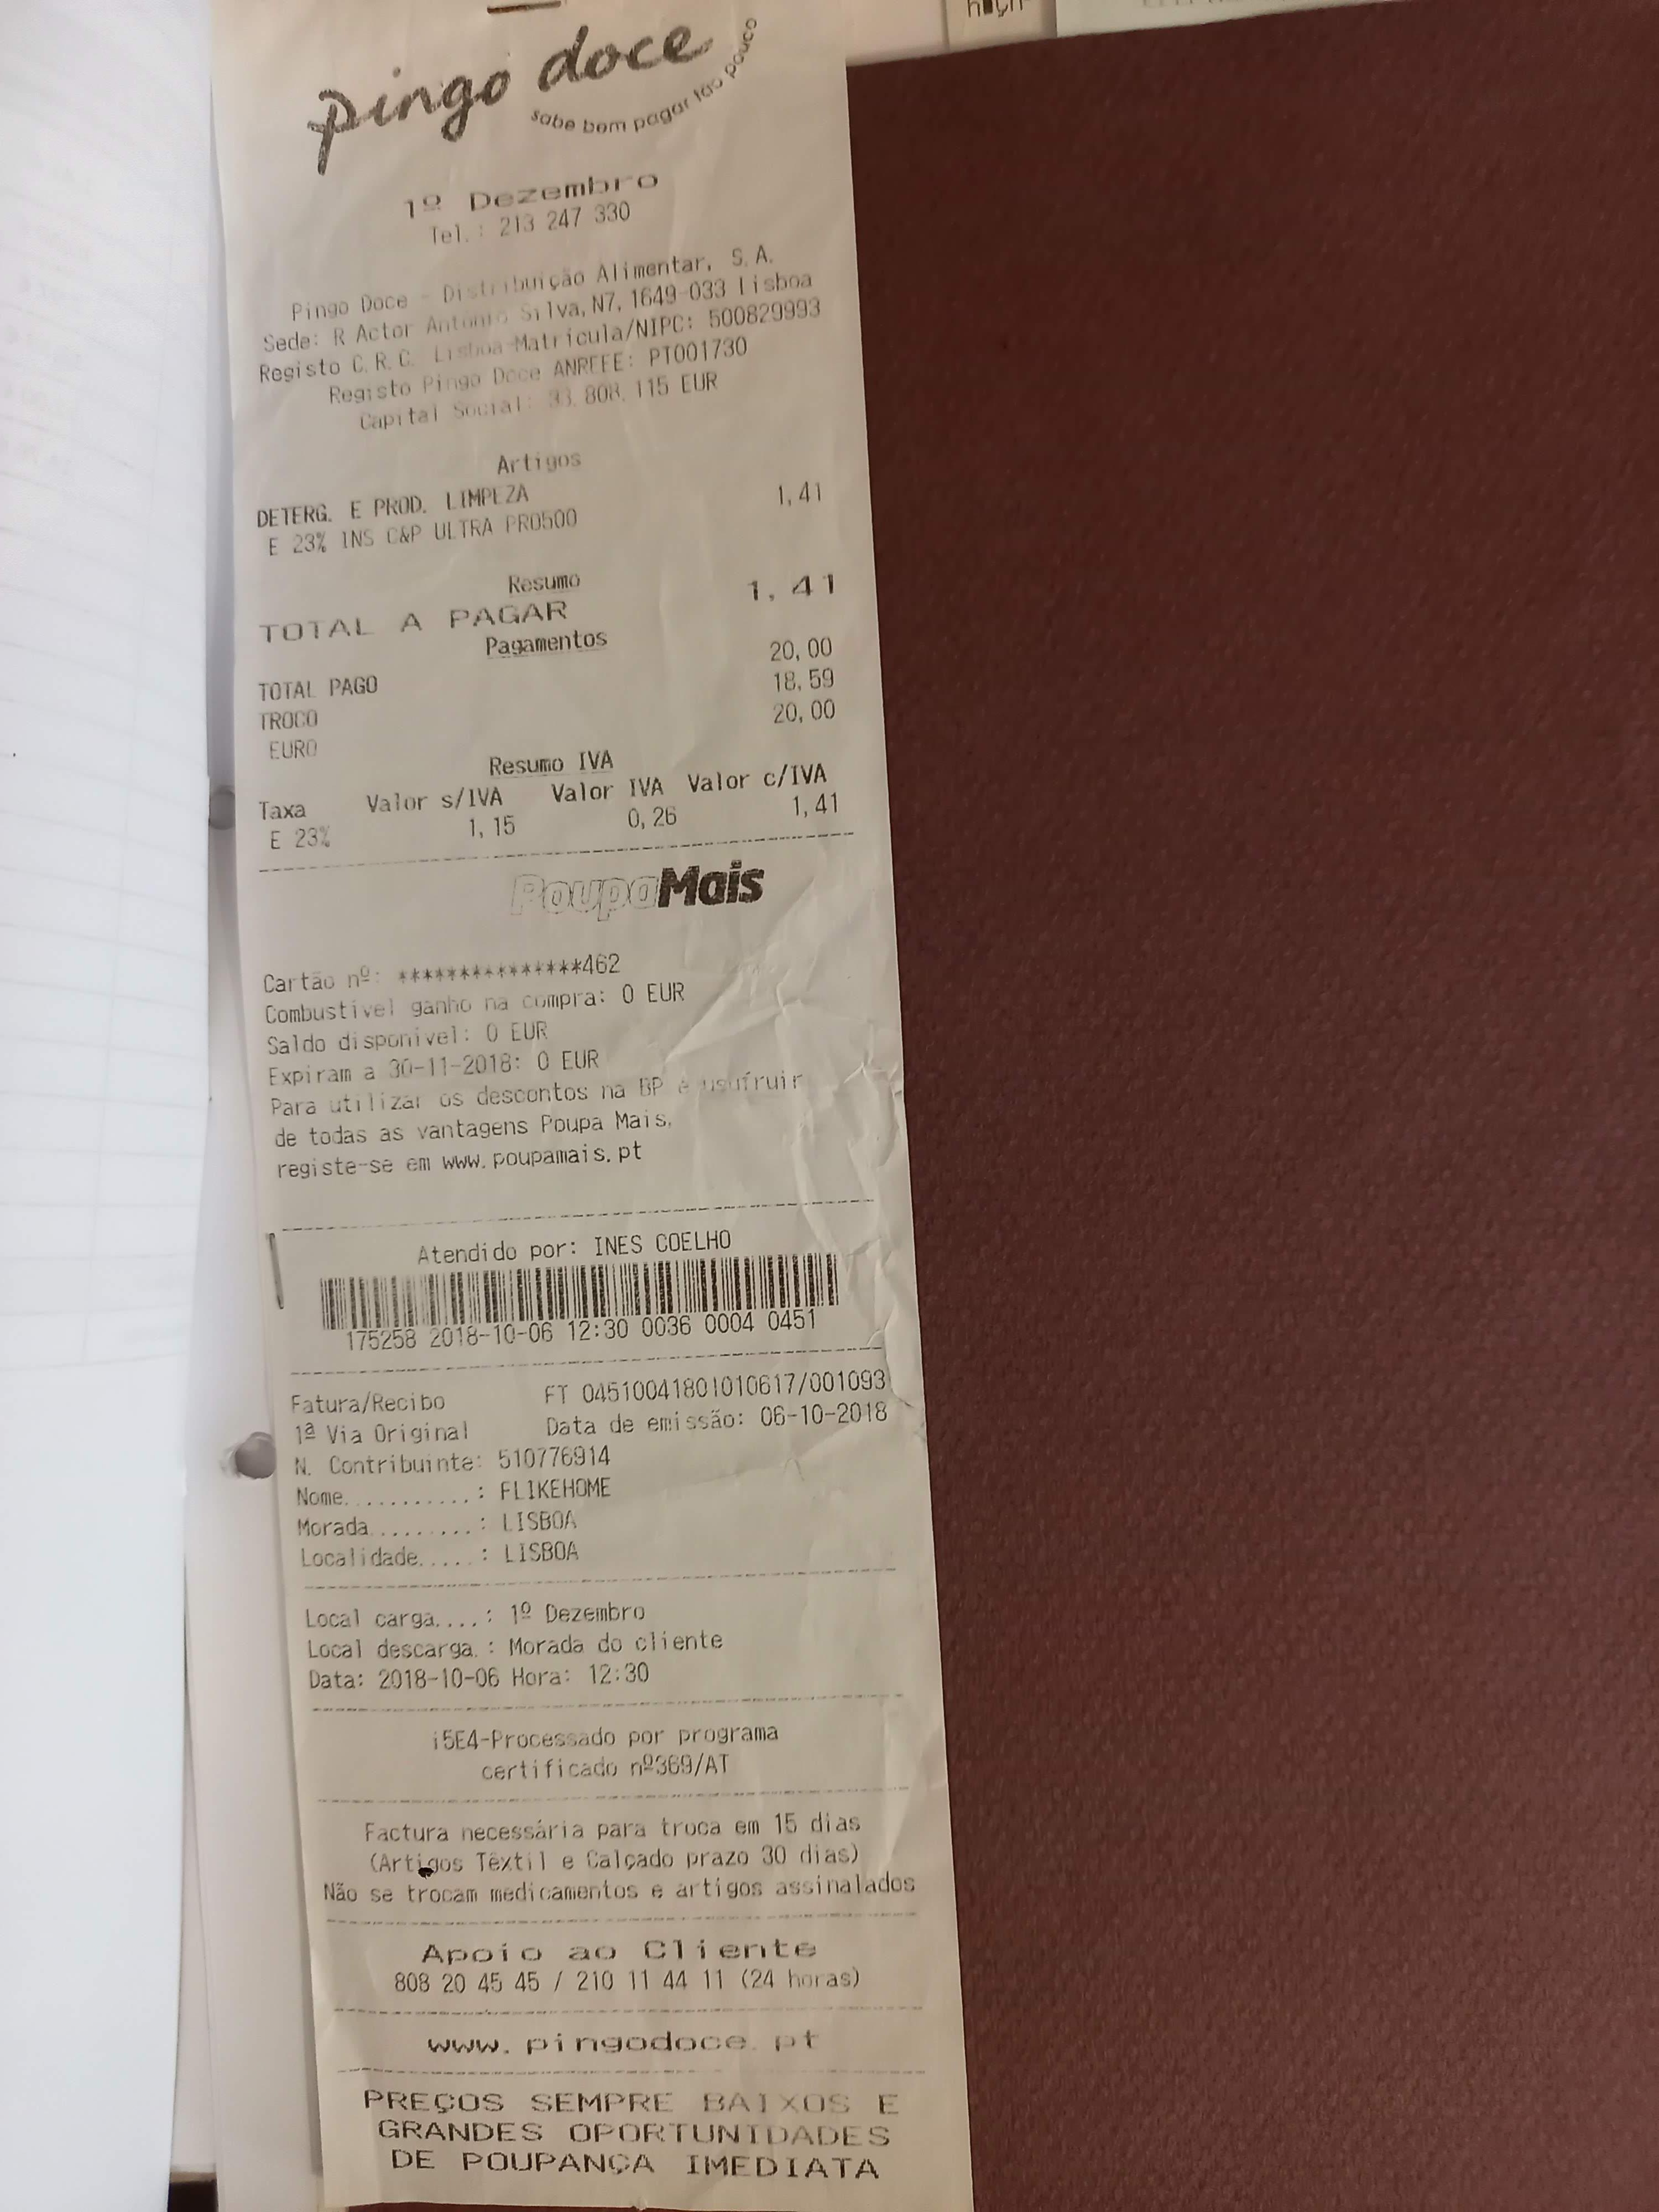 pingo doce
sabe bem pagar tão pouco
1º Dezembro
Tel.: 213 247 330
Pingo Doce - Distribuição Alimentar, S.A.
Sede: R Actor Antonio Silva,N7, 1649-033 Lisboa
Registo C.R.C. Lisboa-Matricula/NIPC: 500829993
Registo Pingo Doce ANREEE: PT001730
Capital Social: 33.808.115 EUR
Artigos
DETERG. E PROD. LIMPEZA
E 23% INS C&P ULTRA PRO500 1,41
Resumo
TOTAL A PAGAR 1,41
Pagamentos
TOTAL PAGO 20,00
TROCO 18,59
EURO 20,00
Resumo IVA
Taxa Valor s/IVA Valor IVA Valor c/IVA
E 23% 1,15 0,26 1,41
PoupaMais
Cartão nº: ***************462
Combustivel ganho na compra: 0 EUR
Saldo disponivel: 0 EUR
Expiram a 30-11-2018: 0 EUR
Para utilizar os descontos na BP e usufruir
de todas as vantagens Poupa Mais,
registe-se em www.poupamais.pt
Atendido por: INES COELHO
175258 2018-10-06 12:30 0036 0004 0451
Fatura/Recibo FT 04510041801010617/001093
1ª Via Original Data de emissão: 06-10-2018
N. Contribuinte: 510776914
Nome...........: FLIKEHOME
Morada.........: LISBOA
Localidade.....: LISBOA
Local carga....: 1º Dezembro
Local descarga.: Morada do cliente
Data: 2018-10-06 Hora: 12:30
i5E4-Processado por programa
certificado nº369/AT
Factura necessária para troca em 15 dias
(Artigos Têxtil e Calçado prazo 30 dias)
Não se trocam medicamentos e artigos assinalados
Apoio ao Cliente
808 20 45 45 / 210 11 44 11 (24 horas)
www.pingodoce.pt
PREÇOS SEMPRE BAIXOS E
GRANDES OPORTUNIDADES
DE POUPANÇA IMEDIATA